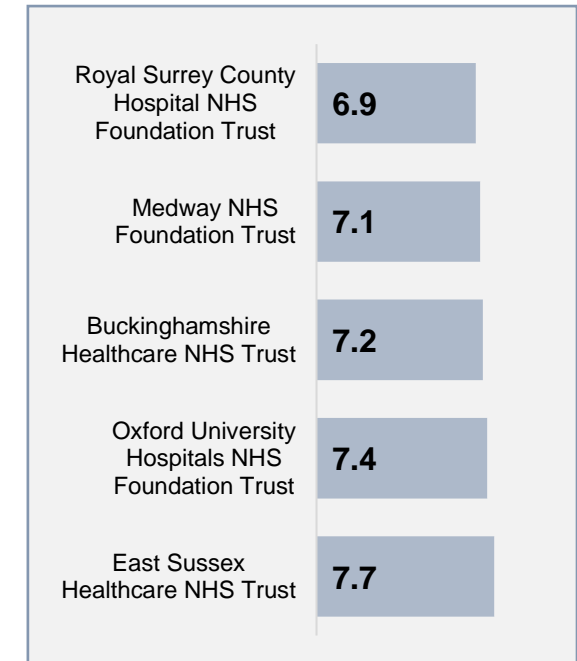 Royal Surrey County
Hospital NHS
Foundation Trust
6.9
Medway NHS
Foundation Trust
7.1
Buckinghamshire
Healthcare NHS Trust
7.2
Oxford University
Hospitals NHS
Foundation Trust
7.4
East Sussex
Healthcare NHS Trust
7.7